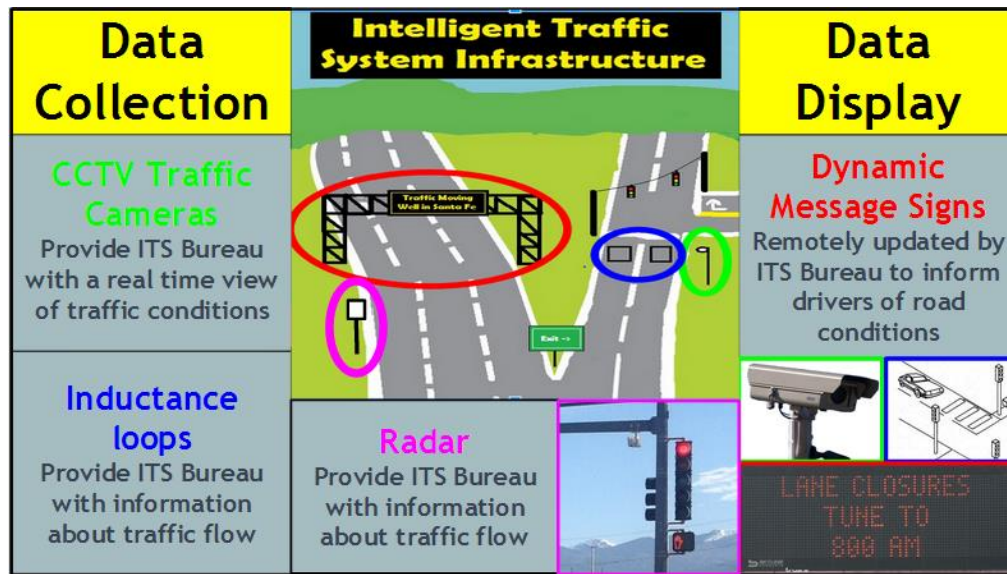 Data
Collection
CCTV Traffic
Cameras
Provide ITS Bureau
with a real time view
of traffic conditions
Inductance
loops
Provide ITS Bureau
with information
about traffic flow
Intelligent Traffic
System Infrastructure
Traffic Moving
Well in Santa Fe
Exit ->
Radar
Provide ITS Bureau
with information
about traffic flow
Data
Display
Dynamic
Message Signs
Remotely updated by
ITS Bureau to inform
drivers of road
conditions
LANE CLOSURES
TUNE TO
800 AM